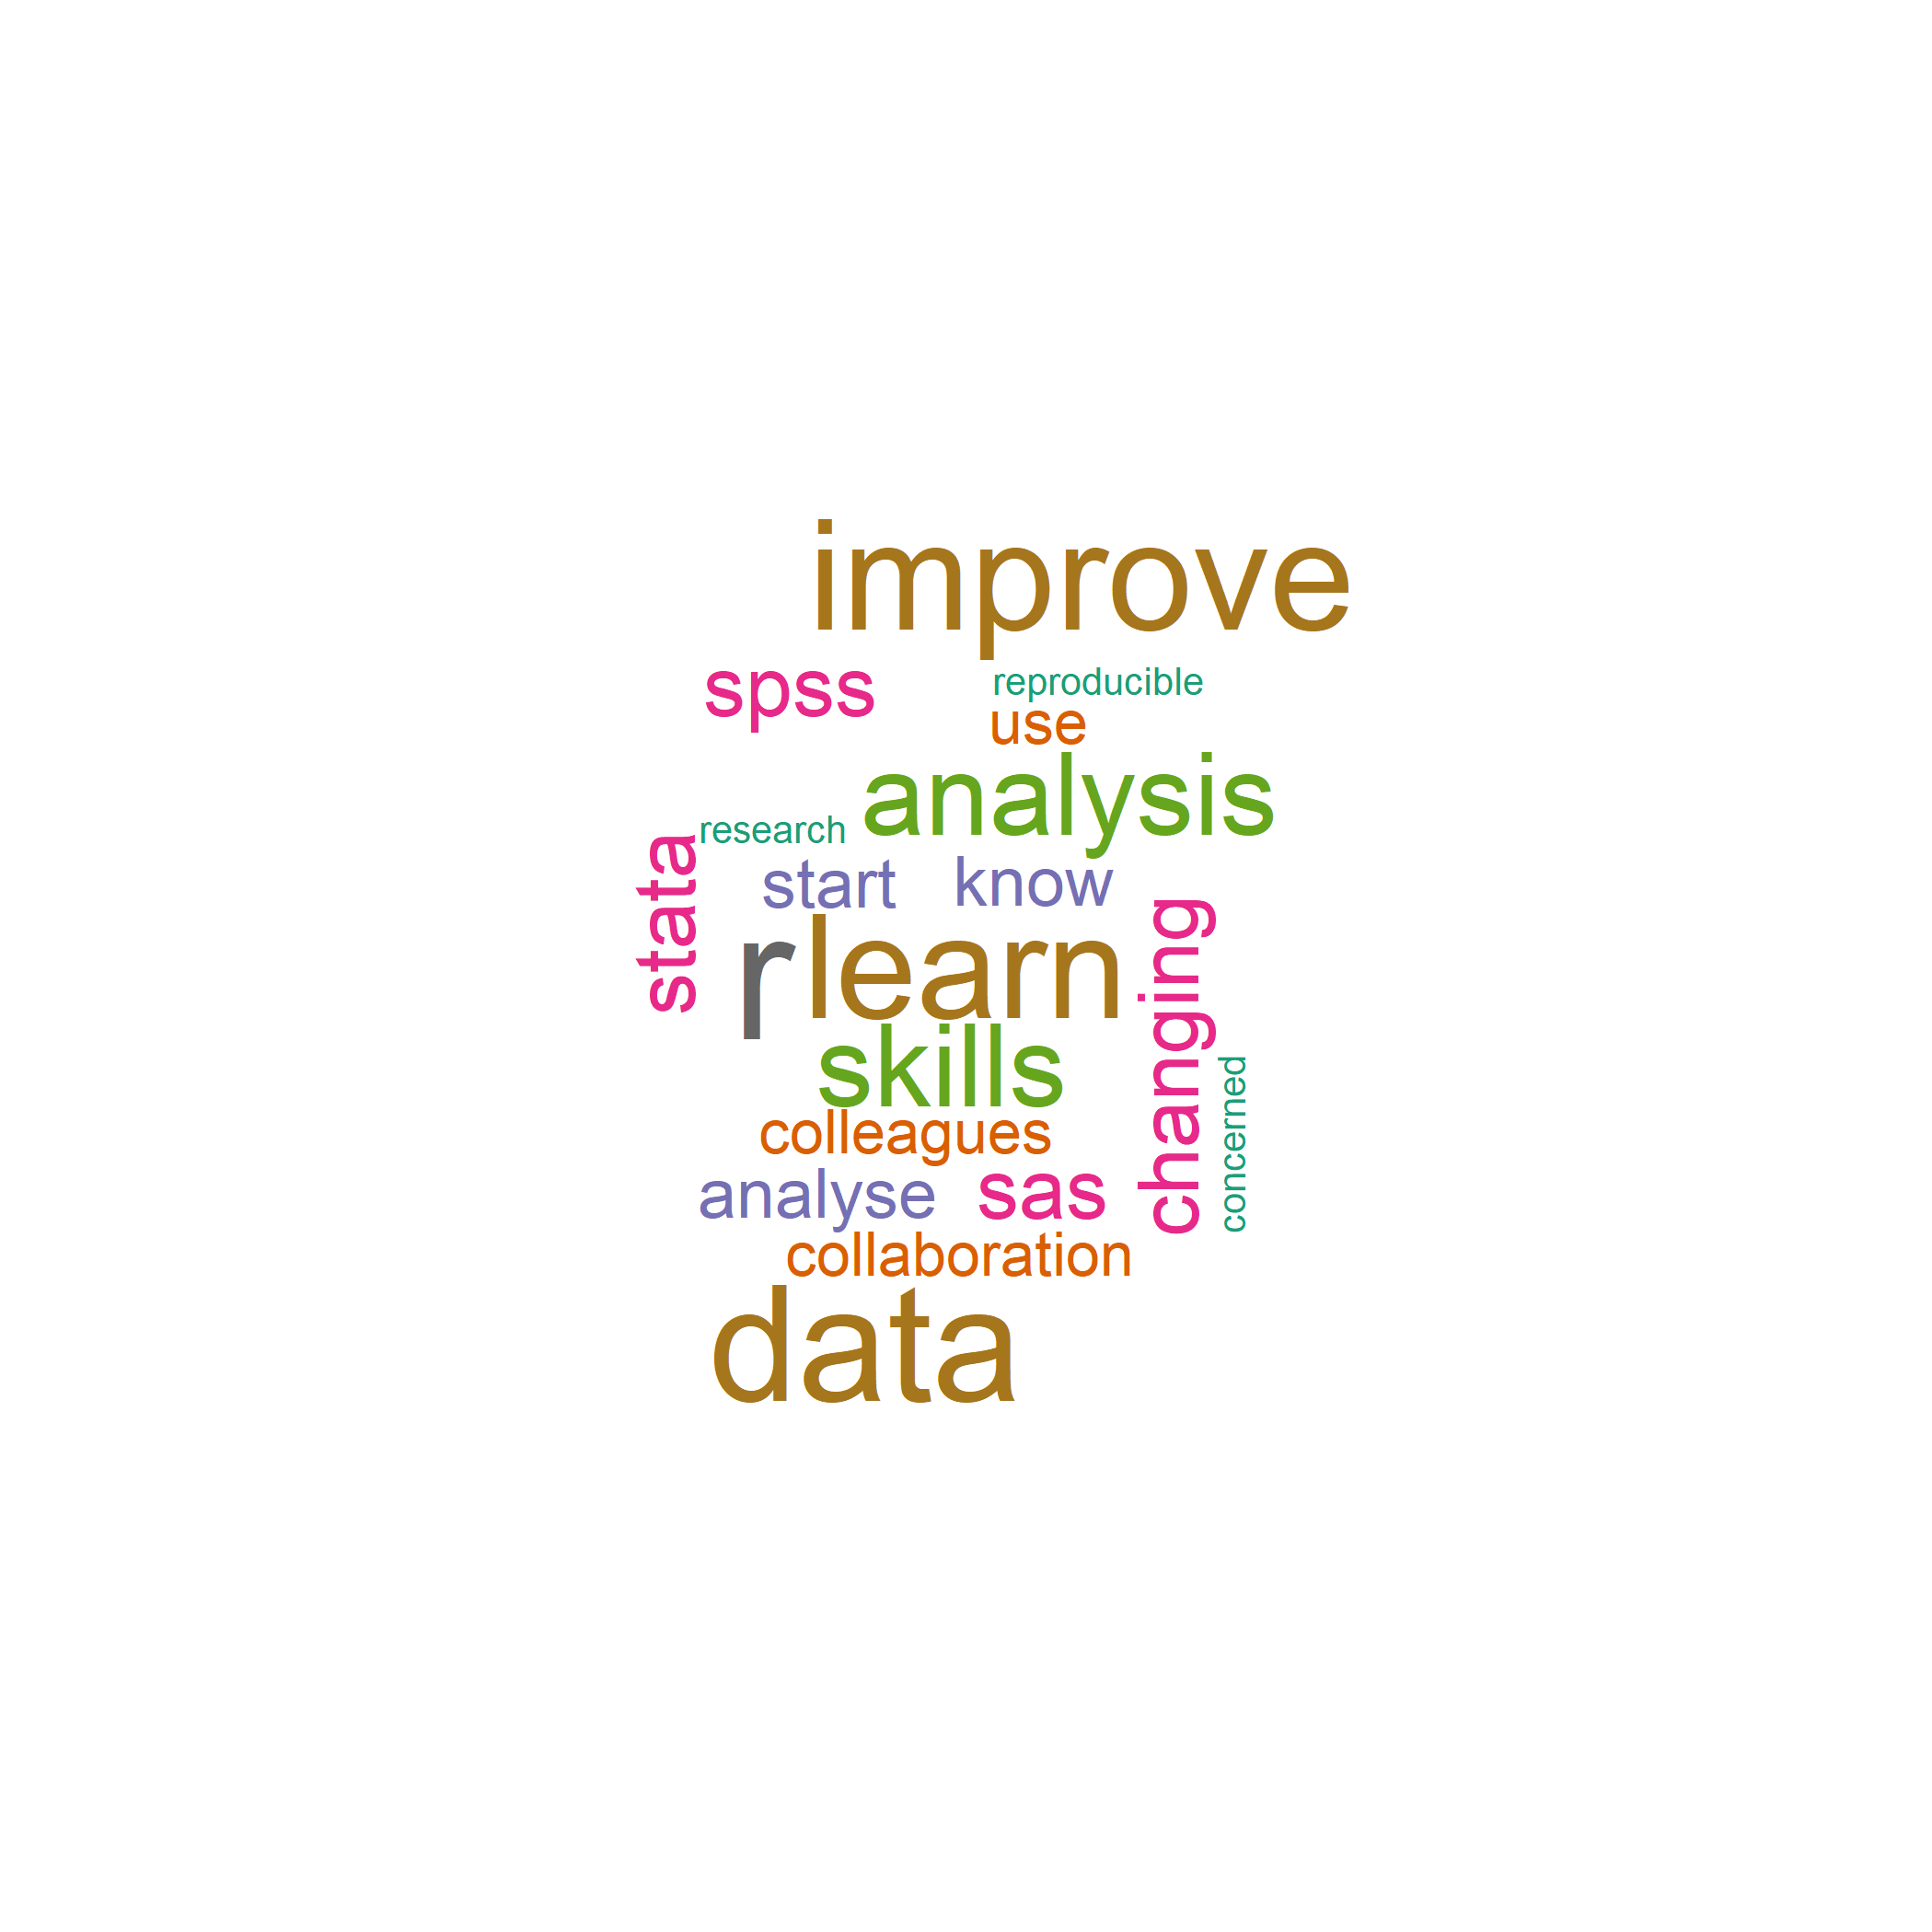 improve
spss
reproducible
use
analysis
research
stata
start
know
r
learn
changing
skills
concerned
colleagues
analyse
sas
collaboration
data